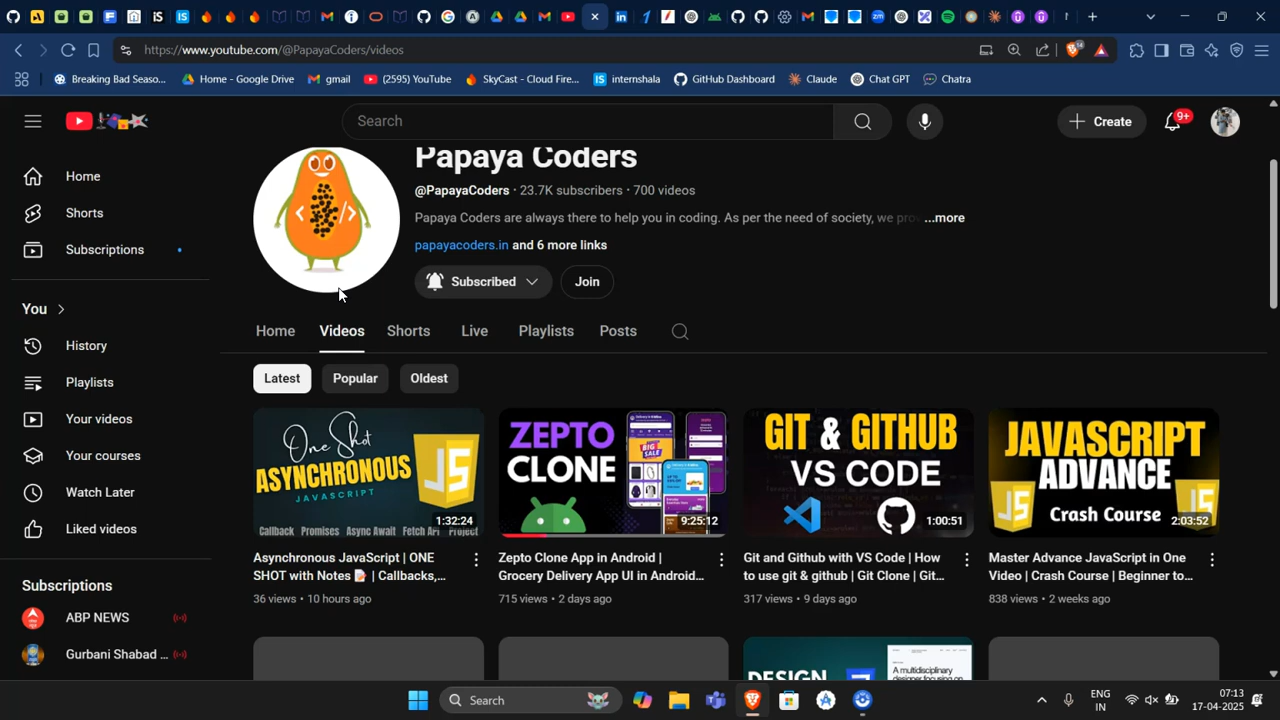 https://www.youtube.com/@PapayaCoders/videos
Breaking Bad Seaso...
Home - Google Drive
gmail
(2595) YouTube
SkyCast - Cloud Fire...
internshala
GitHub Dashboard
Claude
Chat GPT
Chatra
Search
Create
9+
Home
Shorts
Subscriptions
You
History
Playlists
Your videos
Your courses
Watch Later
Liked videos
Subscriptions
ABP NEWS
Gurbani Shabad ...
Papaya Coders
@PapayaCoders · 23.7K subscribers · 700 videos
Papaya Coders are always there to help you in coding. As per the need of society, we pro ...more
papayacoders.in and 6 more links
Subscribed
Join
Home Videos Shorts Live Playlists Posts
Latest Popular Oldest
One Shot
ASYNCHRONOUS
JAVASCRIPT
JS
Callback Promises Async Await Fetch Api Project
1:32:24
Asynchronous JavaScript | ONE
SHOT with Notes 📝 | Callbacks,...
36 views • 10 hours ago
ZEPTO
CLONE
9:25:12
Zepto Clone App in Android |
Grocery Delivery App UI in Android...
715 views • 2 days ago
GIT & GITHUB
VS CODE
1:00:51
Git and Github with VS Code | How
to use git & github | Git Clone | Git...
317 views • 9 days ago
JAVASCRIPT
ADVANCE
JS
JS
Crash Course
2:03:52
Master Advance JavaScript in One
Video | Crash Course | Beginner to...
838 views • 2 weeks ago
DESIGN
A multidisciplinary
Search
ENG
IN
07:13
17-04-2025